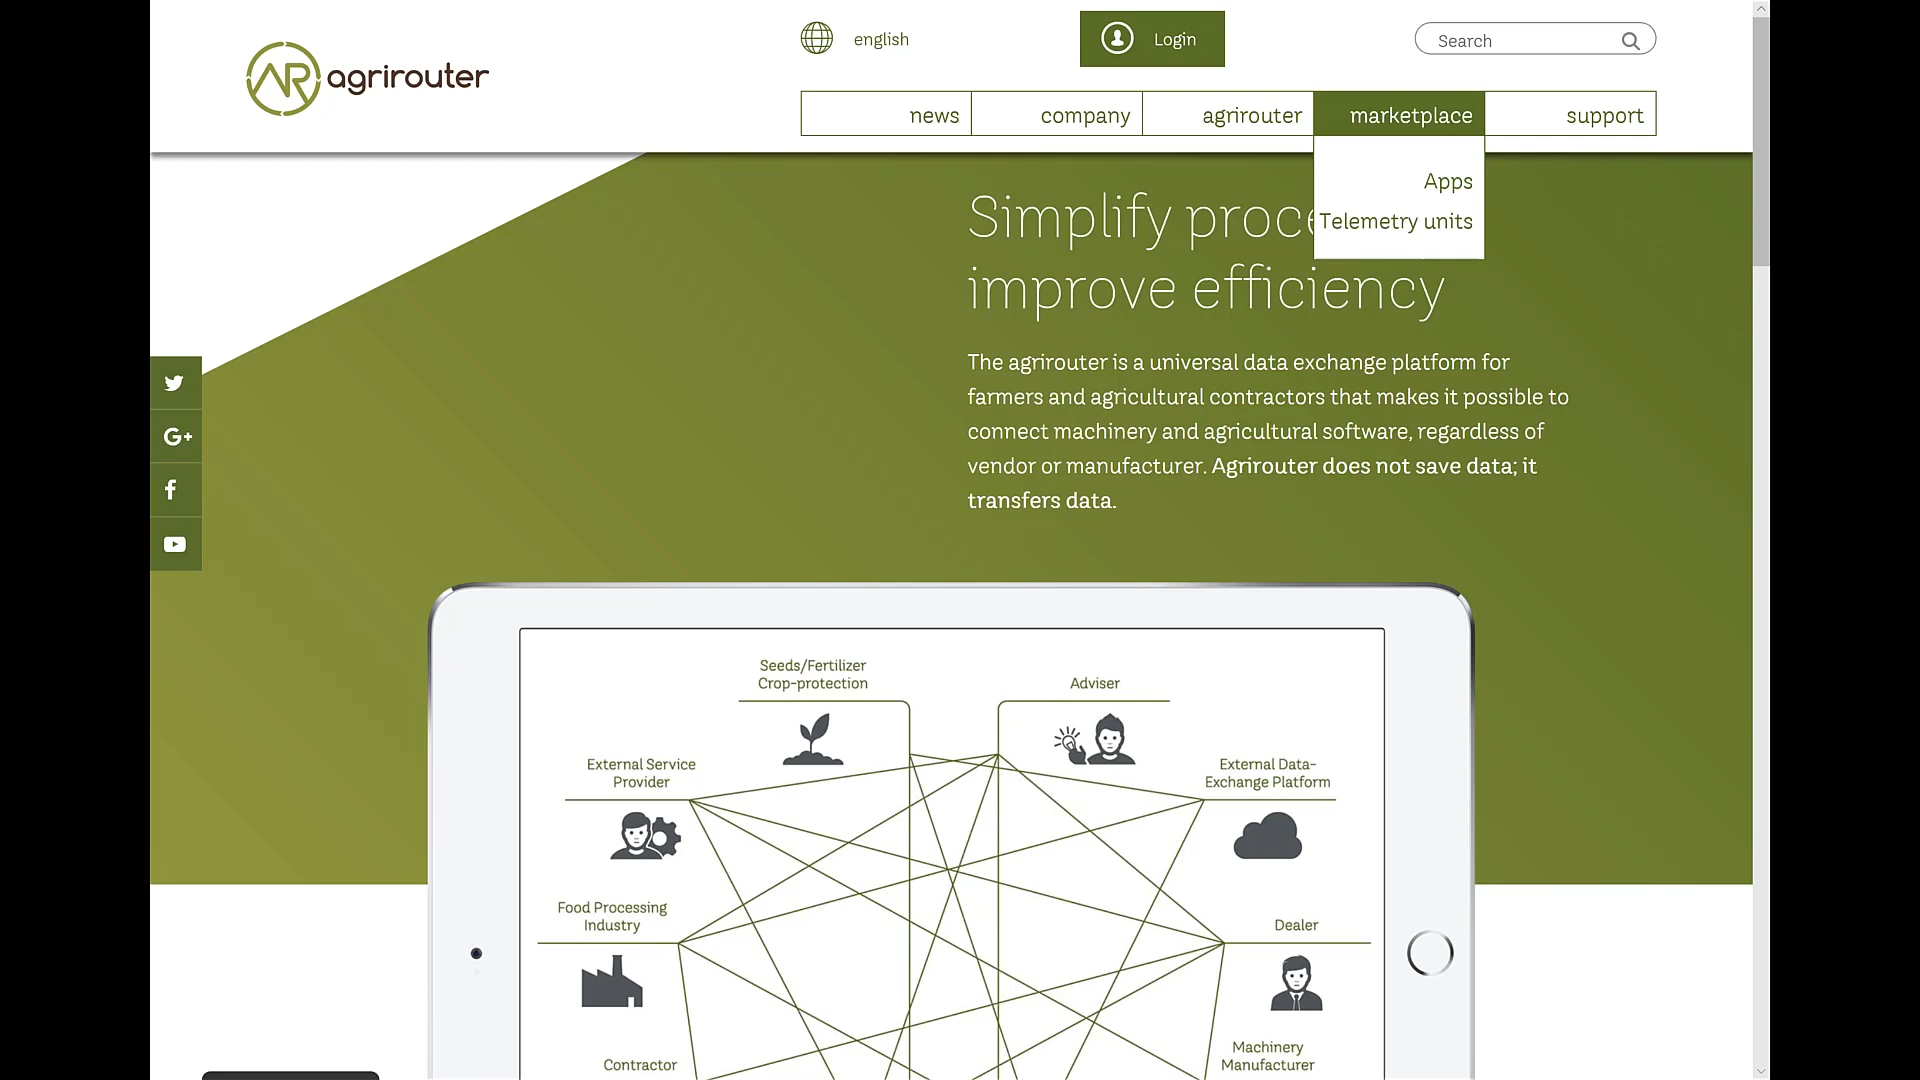 english
Login
Search
AR agrirouter
news
company
agrirouter
marketplace
support
Apps
Telemetry units
Simplify proce
improve efficiency
The agrirouter is a universal data exchange platform for
farmers and agricultural contractors that makes it possible to
connect machinery and agricultural software, regardless of
vendor or manufacturer. Agrirouter does not save data; it
transfers data.
G+
Seeds/Fertilizer
Crop-protection
Adviser
External Service
Provider
External Data-
Exchange Platform
Food Processing
Industry
Dealer
Contractor
Machinery
Manufacturer